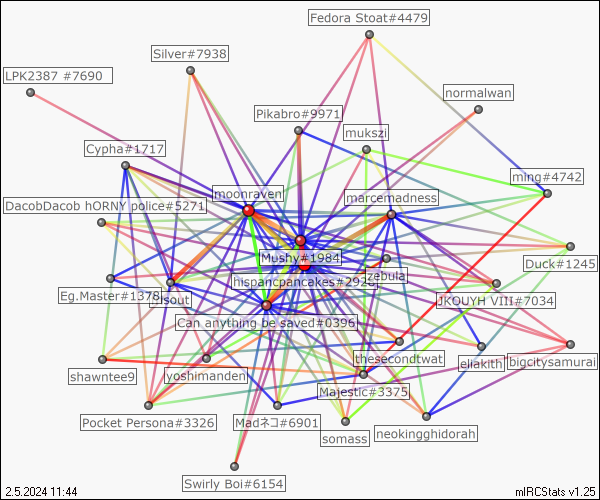 Fedora Stoat#4479
Silver#7938
LPK2387 #7690
normalwan
Pikabro#9971
mukszi
Cypha#1717
ming#4742
moonraven
marcemadness
DacobDacob hORNY police#5271
Mushy#1984
Duck#1245
zebula
hispanicpancakes#2928
Eg.Master#1378
JKOUYH VIII#7034
Can anything be saved#0396
thesecondtwat
eliakith
bigcitysamurai
shawntee9
yoshimanden
Majestic#3375
Pocket Persona#3326
Madネコ#6901
somass
neokingghidorah
Swirly Boi#6154
2.5.2024 11:44
mIRCStats v1.25